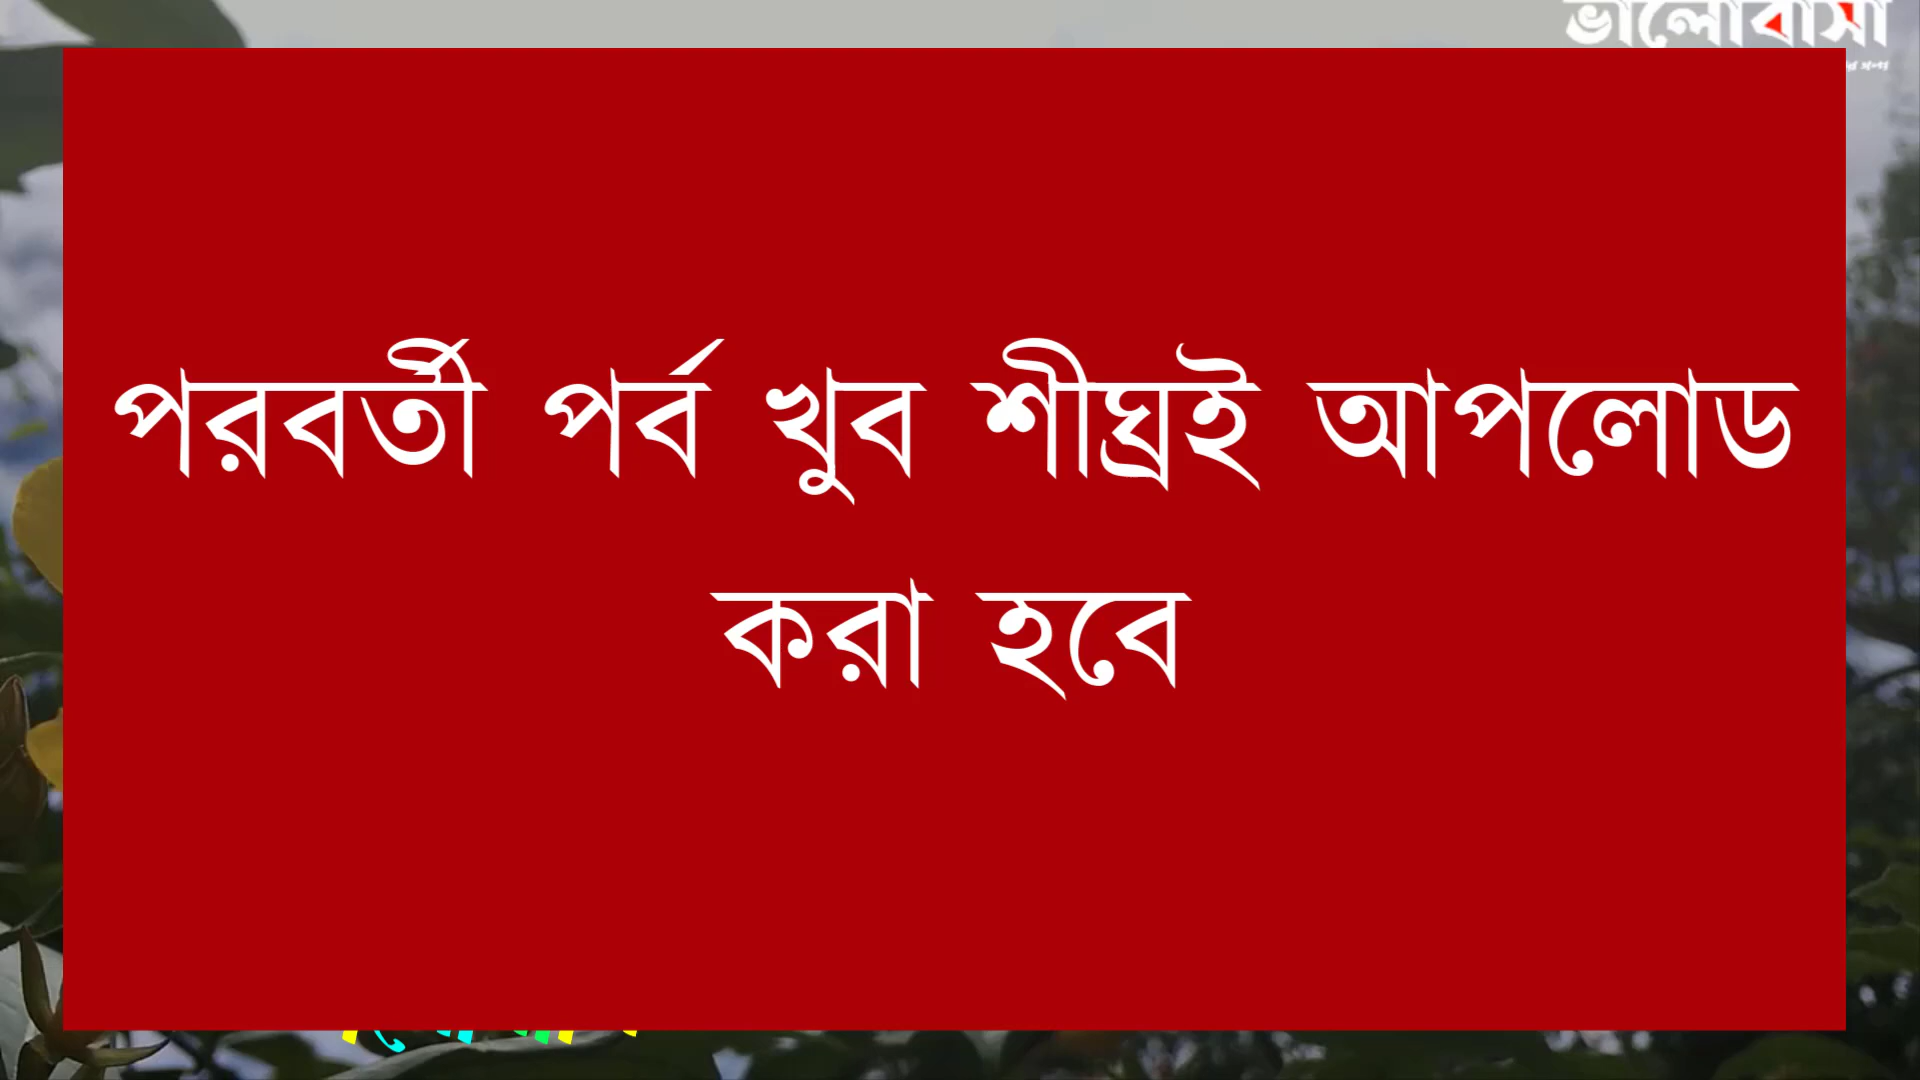 ভালোবাসা
পরবর্তী পর্ব খুব শীঘ্রই আপলোড
করা হবে